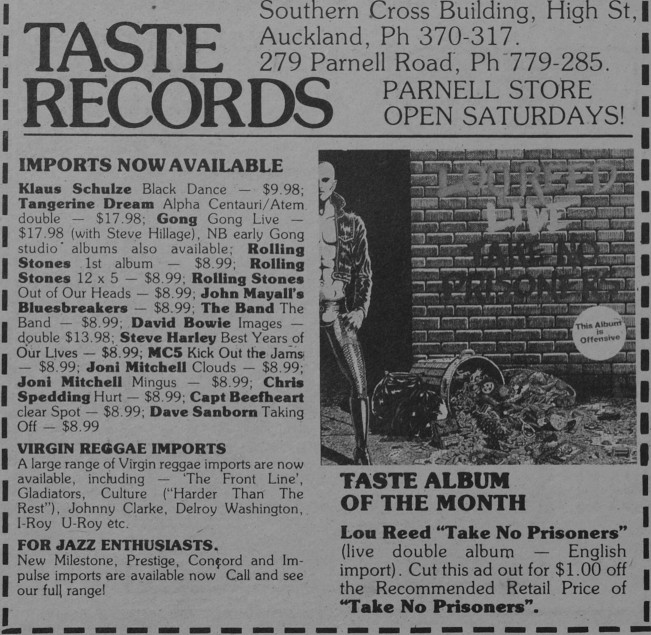 TASTE
RECORDS
Southern Cross Building, High St,
Auckland, Ph 370-317.
279 Parnell Road, Ph 779-285.
PARNELL STORE
OPEN SATURDAYS!
IMPORTS NOW AVAILABLE
Klaus Schulze Black Dance — $9.98;
Tangerine Dream Alpha Centauri/Atem
double — $17.98; Gong Gong Live —
$17.98 (with Steve Hillage), NB early Gong
studio albums also available; Rolling
Stones 1st album — $8.99; Rolling
Stones 12 x 5 — $8.99; Rolling Stones
Out of Our Heads — $8.99; John Mayall's
Bluesbreakers — $8.99; The Band The
Band — $8.99; David Bowie Images —
double $13.98; Steve Harley Best Years of
Our Lives — $8.99; MC5 Kick Out the Jams
— $8.99; Joni Mitchell Clouds — $8.99;
Joni Mitchell Mingus — $8.99; Chris
Spedding Hurt — $8.99; Capt Beefheart
clear Spot — $8.99; Dave Sanborn Taking
Off — $8.99
VIRGIN REGGAE IMPORTS
A large range of Virgin reggae imports are now
available, including — 'The Front Line',
Gladiators, Culture ("Harder Than The
Rest"), Johnny Clarke, Delroy Washington,
I-Roy U-Roy etc.
FOR JAZZ ENTHUSIASTS.
New Milestone, Prestige, Concord and Im-
pulse imports are available now Call and see
our full range!
LOU REED
LIVE
TAKE NO
PRISONERS
This Album
is
Offensive
TASTE ALBUM
OF THE MONTH
Lou Reed "Take No Prisoners"
(live double album — English
import). Cut this ad out for $1.00 off
the Recommended Retail Price of
"Take No Prisoners".